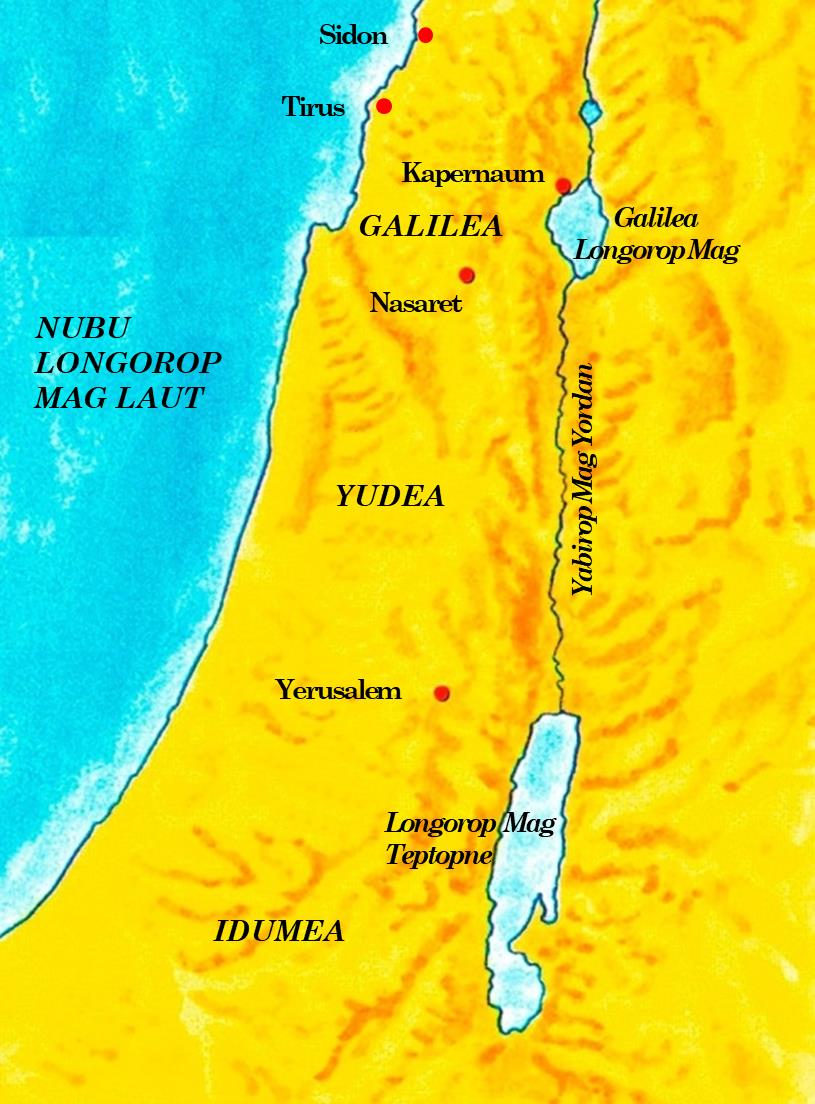 Sidon
Tirus
Kapernaum
GALILEA
Galilea
Longorop Mag
Nasaret
NUBU
LONGOROP
MAG LAUT
Yabirop Mag Yordan
YUDEA
Yerusalem
Longorop Mag
Teptopne
IDUMEA